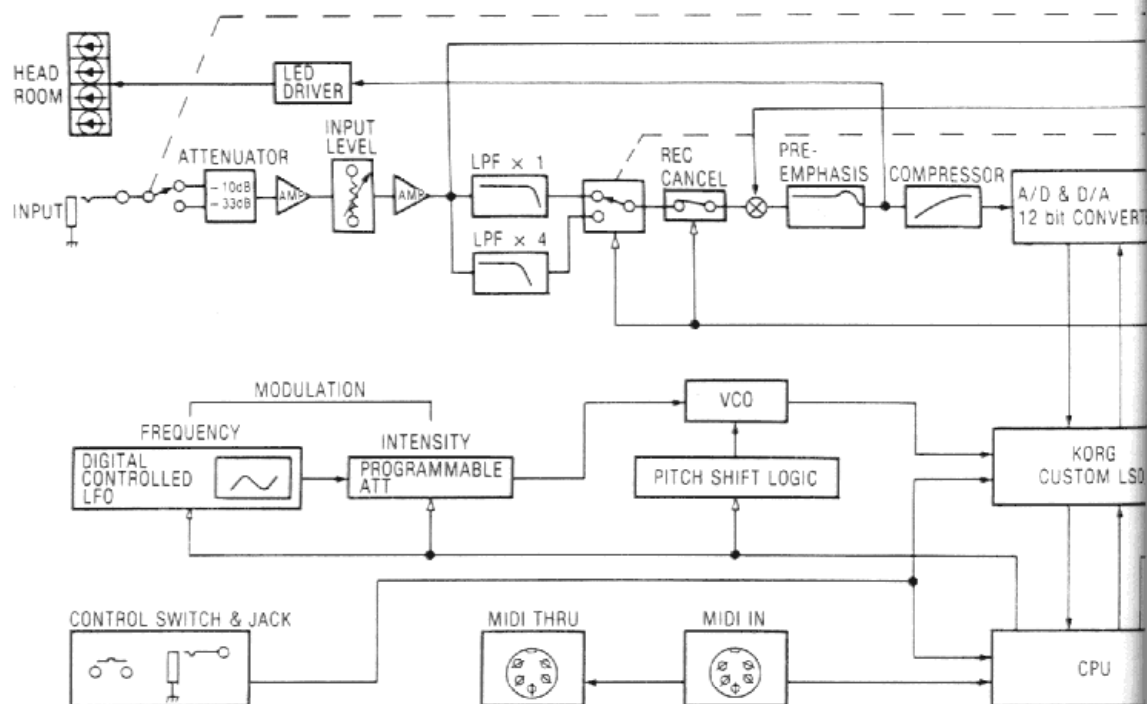 HEAD
ROOM
LED
DRIVER
INPUT
LEVEL
ATTENUATOR
-10dB
-33dB
INPUT
AMP
AMP
LPF × 1
LPF × 4
REC
CANCEL
PRE-
EMPHASIS
COMPRESSOR
A/D & D/A
12 bit CONVERT
MODULATION
FREQUENCY
INTENSITY
DIGITAL
CONTROLLED
LFO
PROGRAMMABLE
ATT
VCO
PITCH SHIFT LOGIC
KORG
CUSTOM LSD
CONTROL SWITCH & JACK
MIDI THRU
MIDI IN
CPU